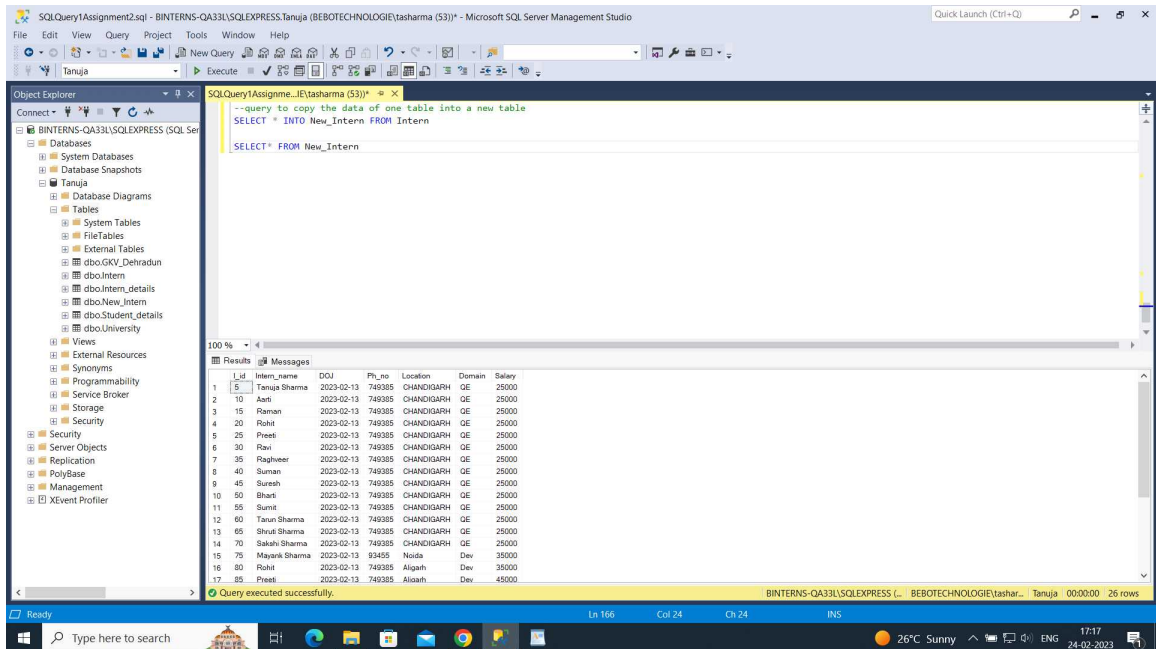 SQLQuery1Assignment2.sql - BINTERNS-QA33L\SQLEXPRESS.Tanuja (BEBOTECHNOLOGIE\tasharma (53))* - Microsoft SQL Server Management Studio
Quick Launch (Ctrl+Q)
File Edit View Query Project Tools Window Help
New Query
Tanuja Execute
Object Explorer
SQLQuery1Assignme...IE\tasharma (53))*
Connect
BINTERNS-QA33L\SQLEXPRESS (SQL Ser
Databases
System Databases
Database Snapshots
Tanuja
Database Diagrams
Tables
System Tables
FileTables
External Tables
dbo.GKV_Dehradun
dbo.Intern
dbo.Intern_details
dbo.New_Intern
dbo.Student_details
dbo.University
Views
External Resources
Synonyms
Programmability
Service Broker
Storage
Security
Security
Server Objects
Replication
PolyBase
Management
XEvent Profiler
--query to copy the data of one table into a new table
SELECT * INTO New_Intern FROM Intern
SELECT* FROM New_Intern
100 %
Results Messages
I_id Intern_name DOJ Ph_no Location Domain Salary
1 5 Tanuja Sharma 2023-02-13 749385 CHANDIGARH QE 25000
2 10 Aarti 2023-02-13 749385 CHANDIGARH QE 25000
3 15 Raman 2023-02-13 749385 CHANDIGARH QE 25000
4 20 Rohit 2023-02-13 749385 CHANDIGARH QE 25000
5 25 Preeti 2023-02-13 749385 CHANDIGARH QE 25000
6 30 Ravi 2023-02-13 749385 CHANDIGARH QE 25000
7 35 Raghveer 2023-02-13 749385 CHANDIGARH QE 25000
8 40 Suman 2023-02-13 749385 CHANDIGARH QE 25000
9 45 Suresh 2023-02-13 749385 CHANDIGARH QE 25000
10 50 Bharti 2023-02-13 749385 CHANDIGARH QE 25000
11 55 Sumit 2023-02-13 749385 CHANDIGARH QE 25000
12 60 Tarun Sharma 2023-02-13 749385 CHANDIGARH QE 25000
13 65 Shruti Sharma 2023-02-13 749385 CHANDIGARH QE 25000
14 70 Sakshi Sharma 2023-02-13 749385 CHANDIGARH QE 25000
15 75 Mayank Sharma 2023-02-13 93455 Noida Dev 35000
16 80 Rohit 2023-02-13 749385 Aligarh Dev 35000
17 85 Preeti 2023-02-13 749385 Aligarh Dev 45000
Query executed successfully. BINTERNS-QA33L\SQLEXPRESS (... BEBOTECHNOLOGIE\tashar... Tanuja 00:00:00 26 rows
Ready Ln 166 Col 24 Ch 24 INS
Type here to search
26°C Sunny ENG
17:17
24-02-2023